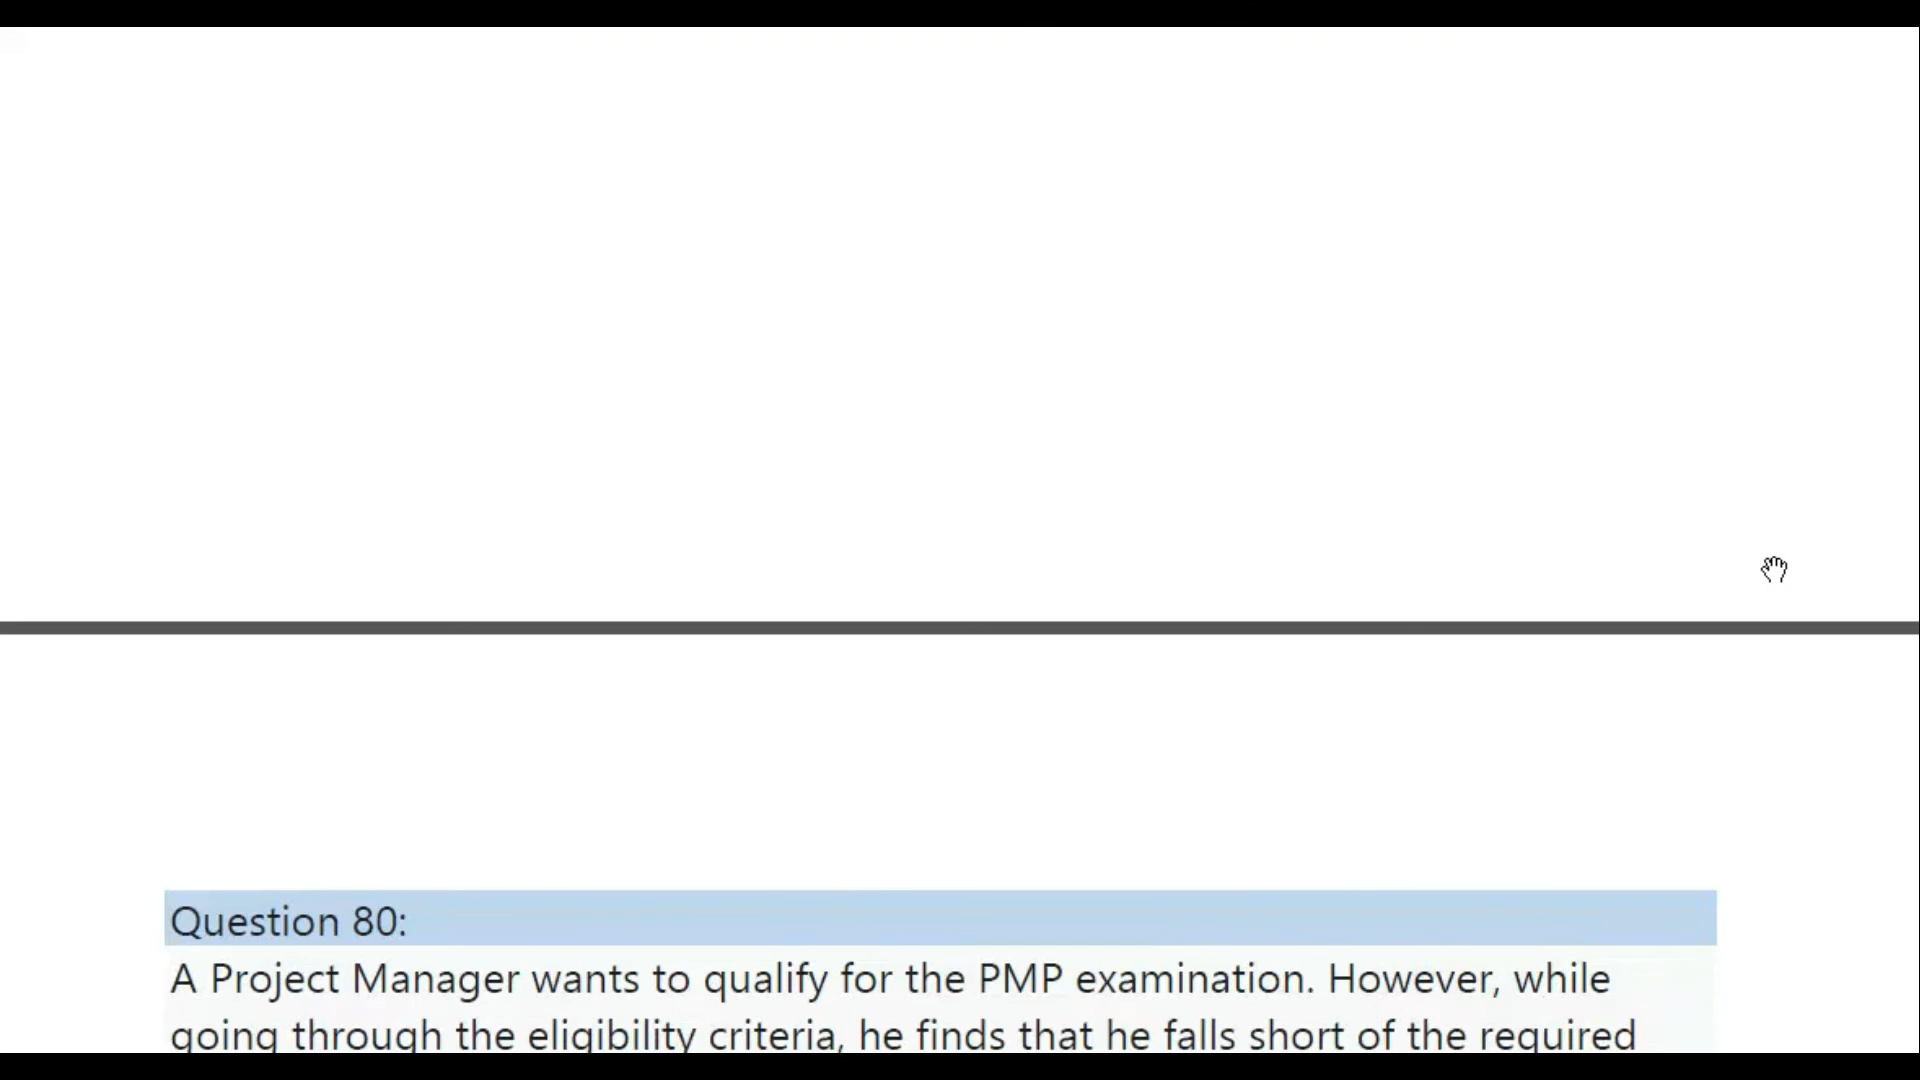 Question 80:
A Project Manager wants to qualify for the PMP examination. However, while
going through the eligibility criteria, he finds that he falls short of the required